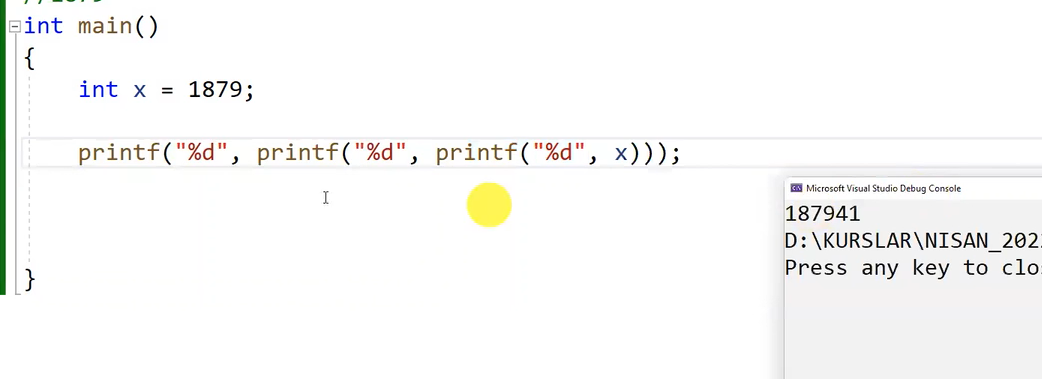 int main()
{
int x = 1879;
printf("%d", printf("%d", printf("%d", x)));
}
Microsoft Visual Studio Debug Console
187941
D:\KURSLAR\NISAN_202
Press any key to clo